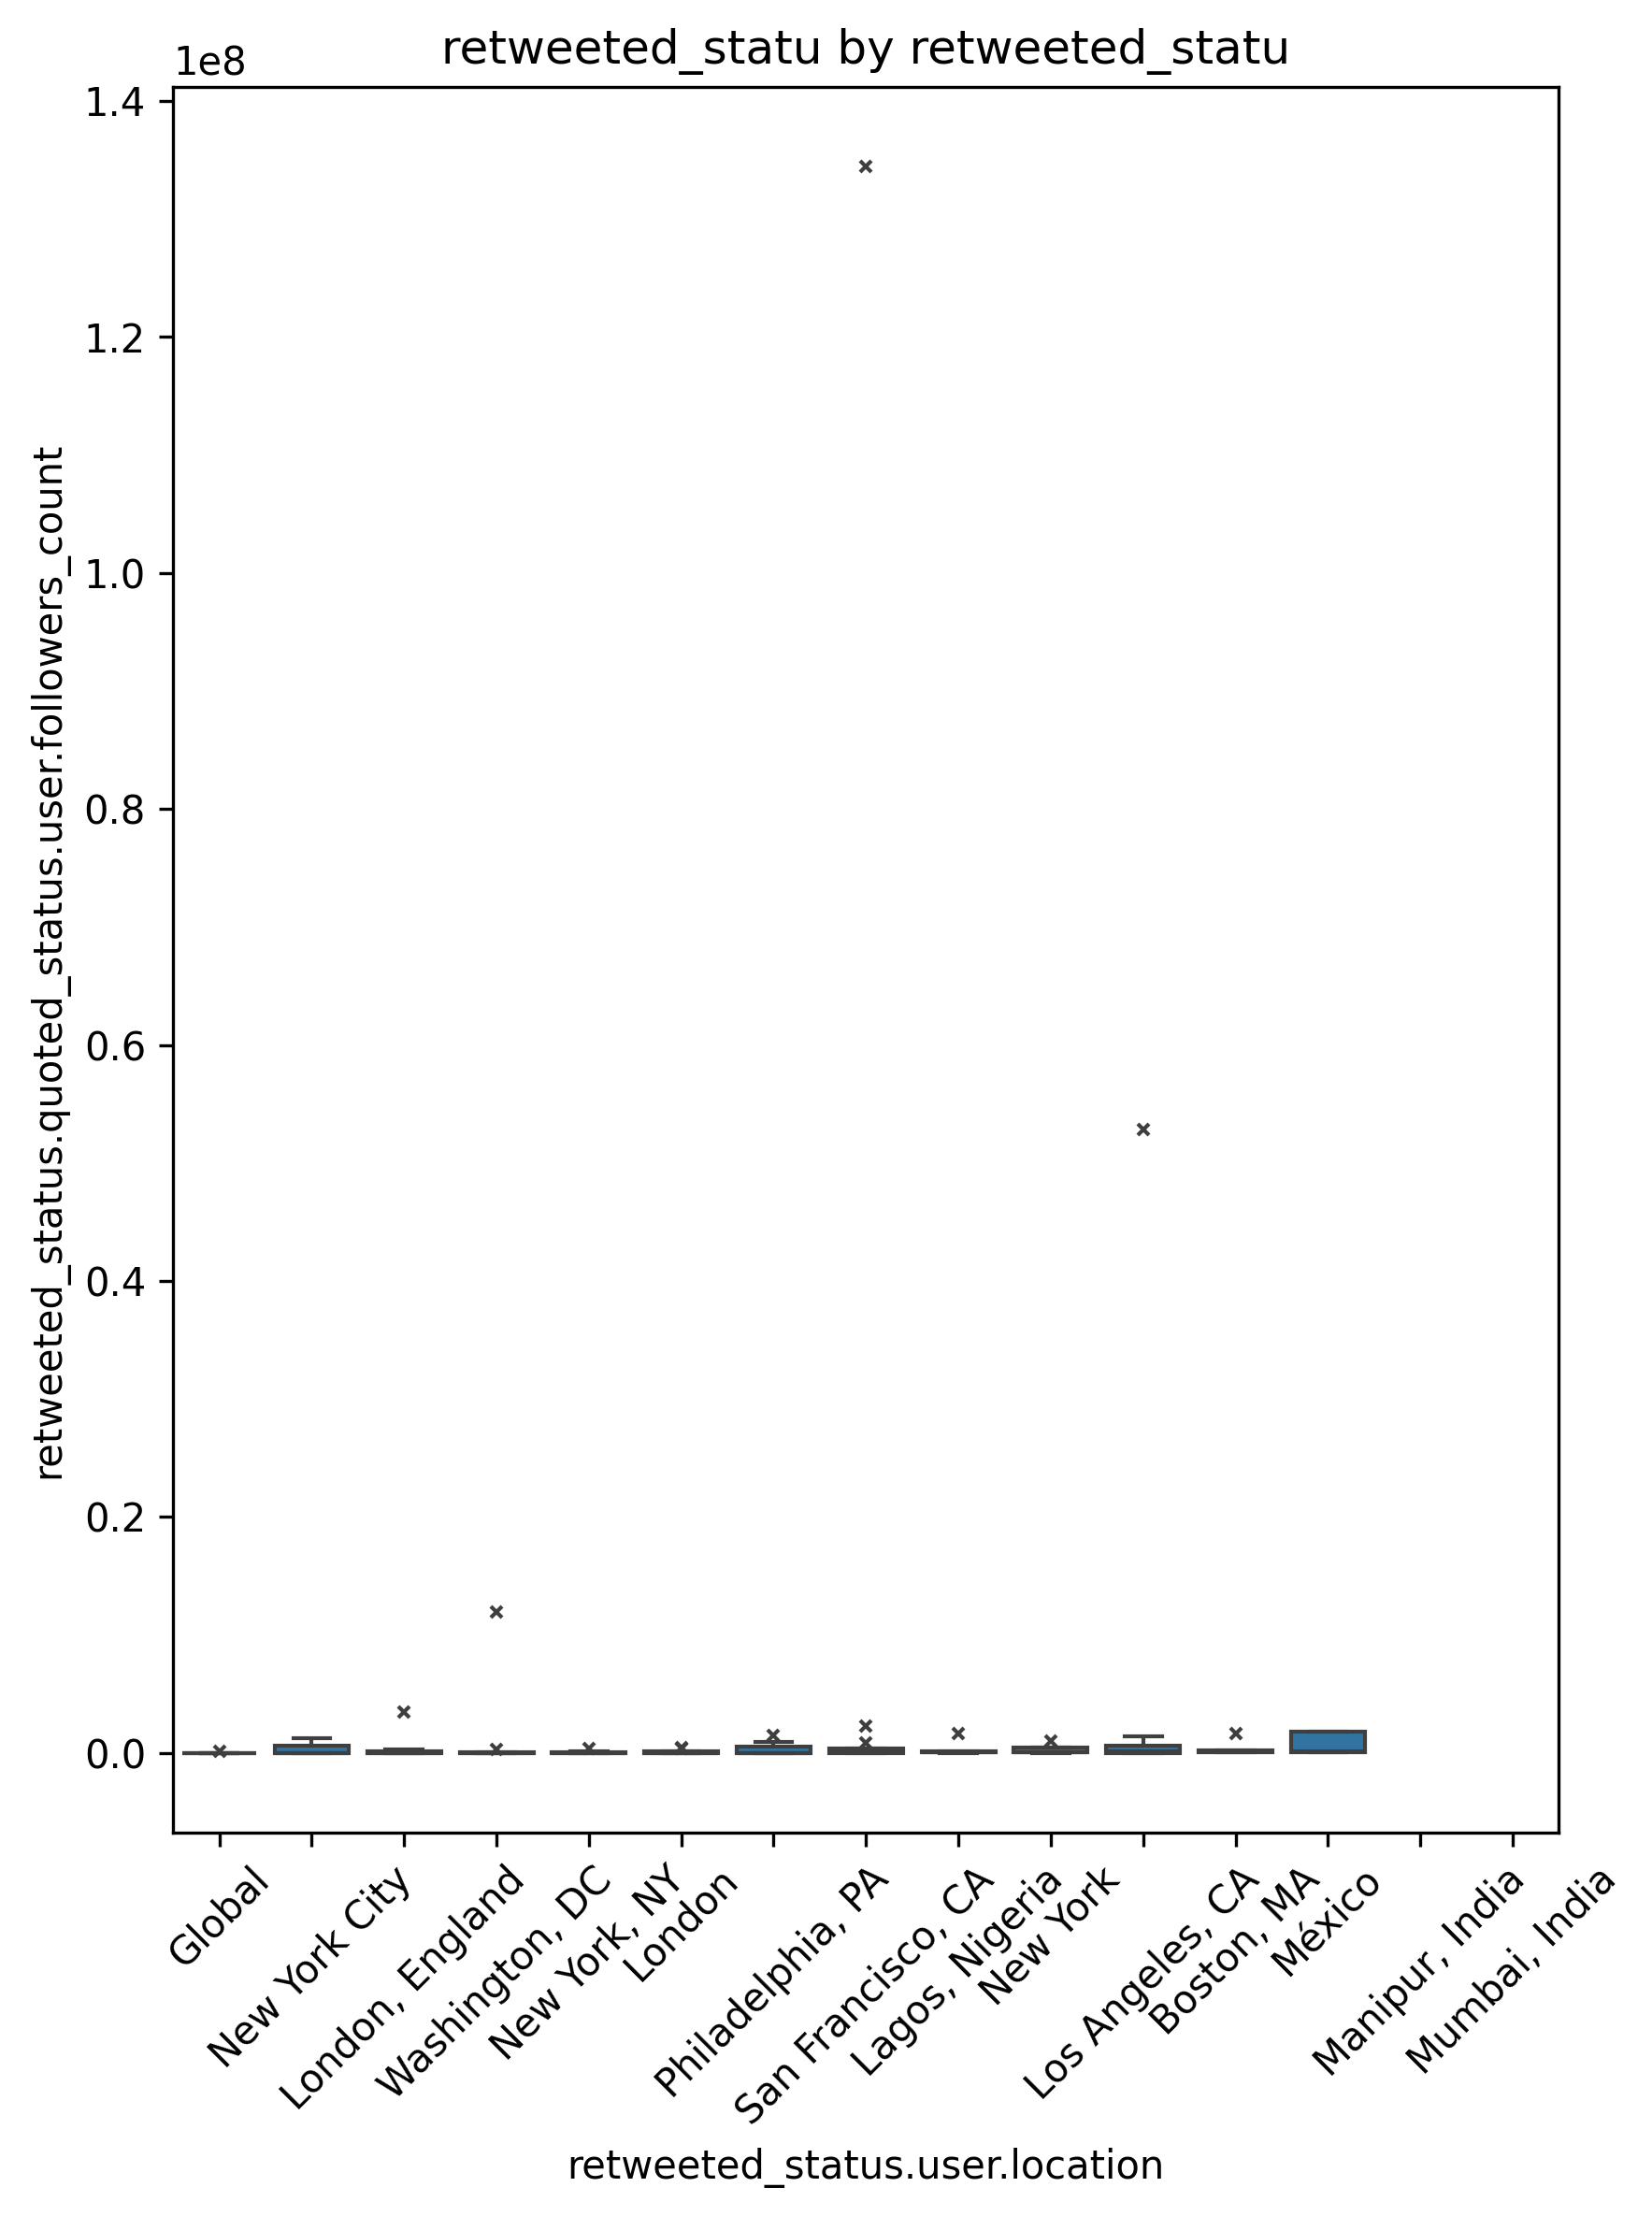 retweeted_statu by retweeted_statu
1e8
1.4
1.2
1.0
0.8
0.6
0.4
0.2
0.0
retweeted_status.quoted_status.user.followers_count
Global
New York City
London, England
Washington, DC
New York, NY
London
Philadelphia, PA
San Francisco, CA
Lagos, Nigeria
New York
Los Angeles, CA
Boston, MA
México
Manipur, India
Mumbai, India
retweeted_status.user.location